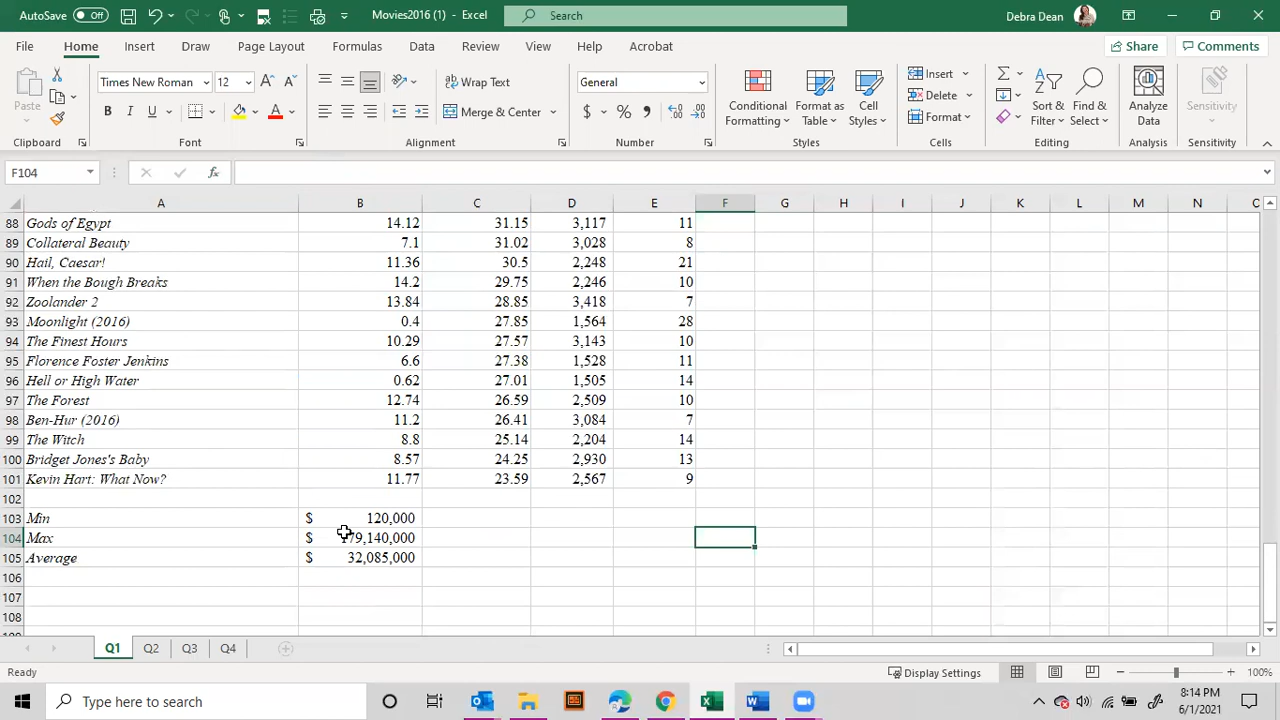 AutoSave Off Movies2016 (1) - Excel Search Debra Dean
File Home Insert Draw Page Layout Formulas Data Review View Help Acrobat Share Comments
Times New Roman 12 Wrap Text General Insert
Paste B I U Merge & Center $ % Conditional Formatting Format as Table Cell Styles Delete Format Sort & Filter Find & Select Analyze Data Sensitivity
Clipboard Font Alignment Number Styles Cells Editing Analysis Sensitivity
F104 fx
A B C D E F G H I J K L M N
88 Gods of Egypt 14.12 31.15 3,117 11
89 Collateral Beauty 7.1 31.02 3,028 8
90 Hail, Caesar! 11.36 30.5 2,248 21
91 When the Bough Breaks 14.2 29.75 2,246 10
92 Zoolander 2 13.84 28.85 3,418 7
93 Moonlight (2016) 0.4 27.85 1,564 28
94 The Finest Hours 10.29 27.57 3,143 10
95 Florence Foster Jenkins 6.6 27.38 1,528 11
96 Hell or High Water 0.62 27.01 1,505 14
97 The Forest 12.74 26.59 2,509 10
98 Ben-Hur (2016) 11.2 26.41 3,084 7
99 The Witch 8.8 25.14 2,204 14
100 Bridget Jones's Baby 8.57 24.25 2,930 13
101 Kevin Hart: What Now? 11.77 23.59 2,567 9
102
103 Min $ 120,000
104 Max $ 
105 Average $ 32,085,000
106
107
108
Q1 Q2 Q3 Q4
Ready Display Settings 100%
Type here to search 8:14 PM
6/1/2021